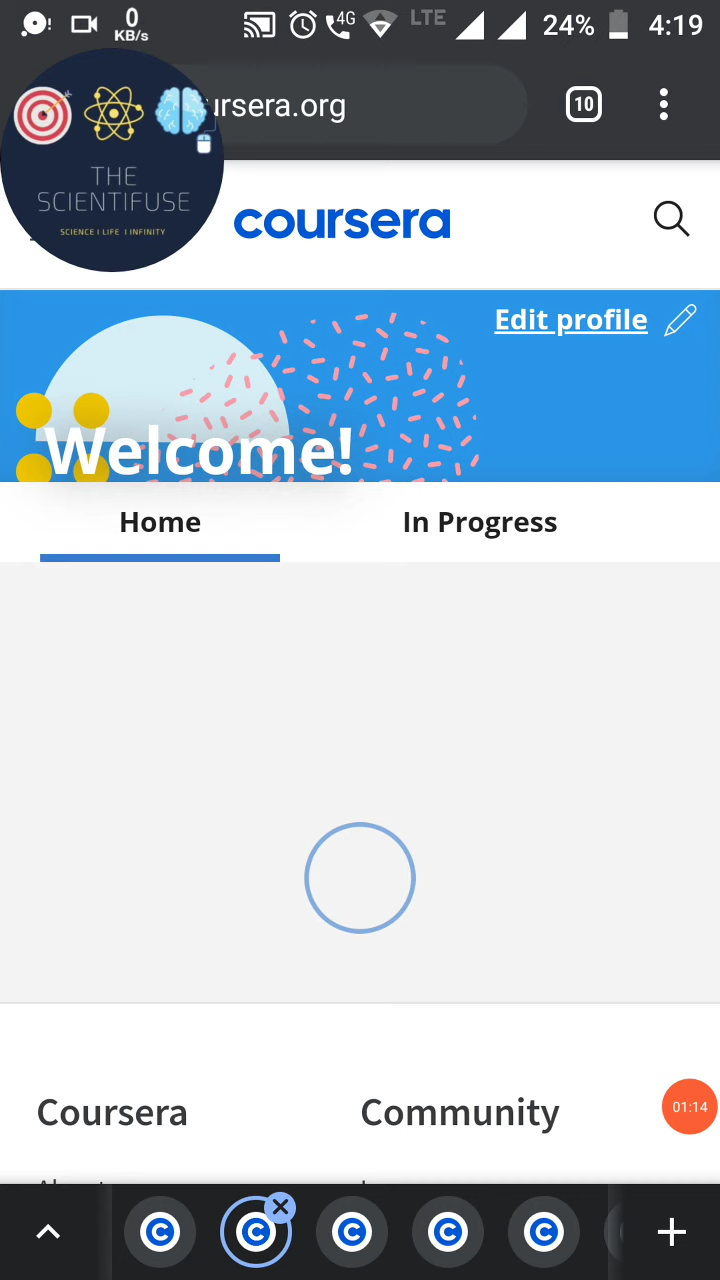 0
KB/s
4G
LTE
24%
4:19
ursera.org
10
THE
SCIENTIFUSE
SCIENCE I LIFE I INFINITY
coursera
Edit profile
Welcome!
Home
In Progress
Coursera
Community
01:14